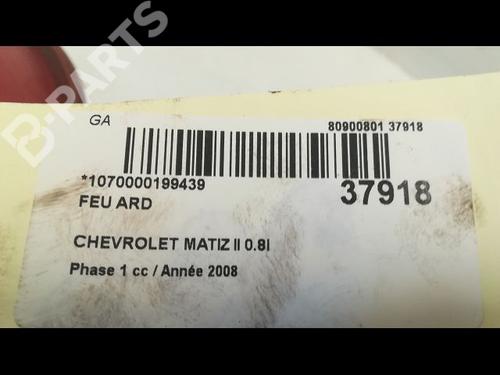 B-PARTS
GA
80900801 37918
*1070000199439
37918
FEU ARD
CHEVROLET MATIZ II 0.8I
Phase 1 cc / Année 2008